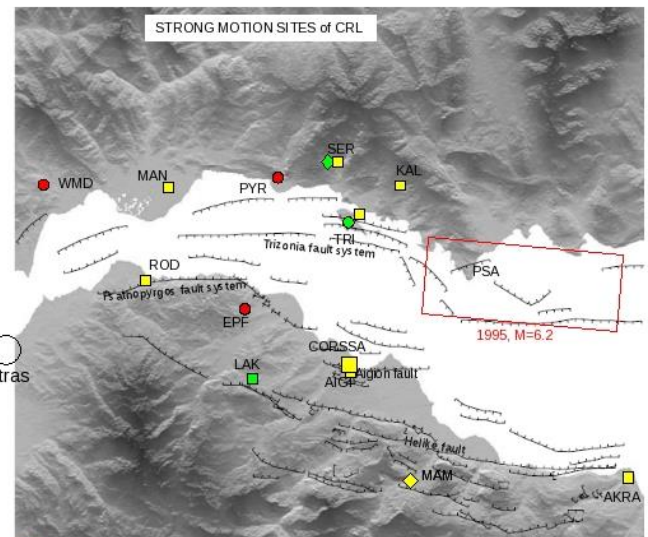 STRONG MOTION SITES of CRL
SER
MAN
KAL
WMD
PYR
TRI
Trizonia fault system
ROD
PSA
Psathopyrgos fault system
EPF
1995, M=6.2
CORSSA
LAK
Aigion fault
AIGI
tras
Helike fault
MAM
AKRA